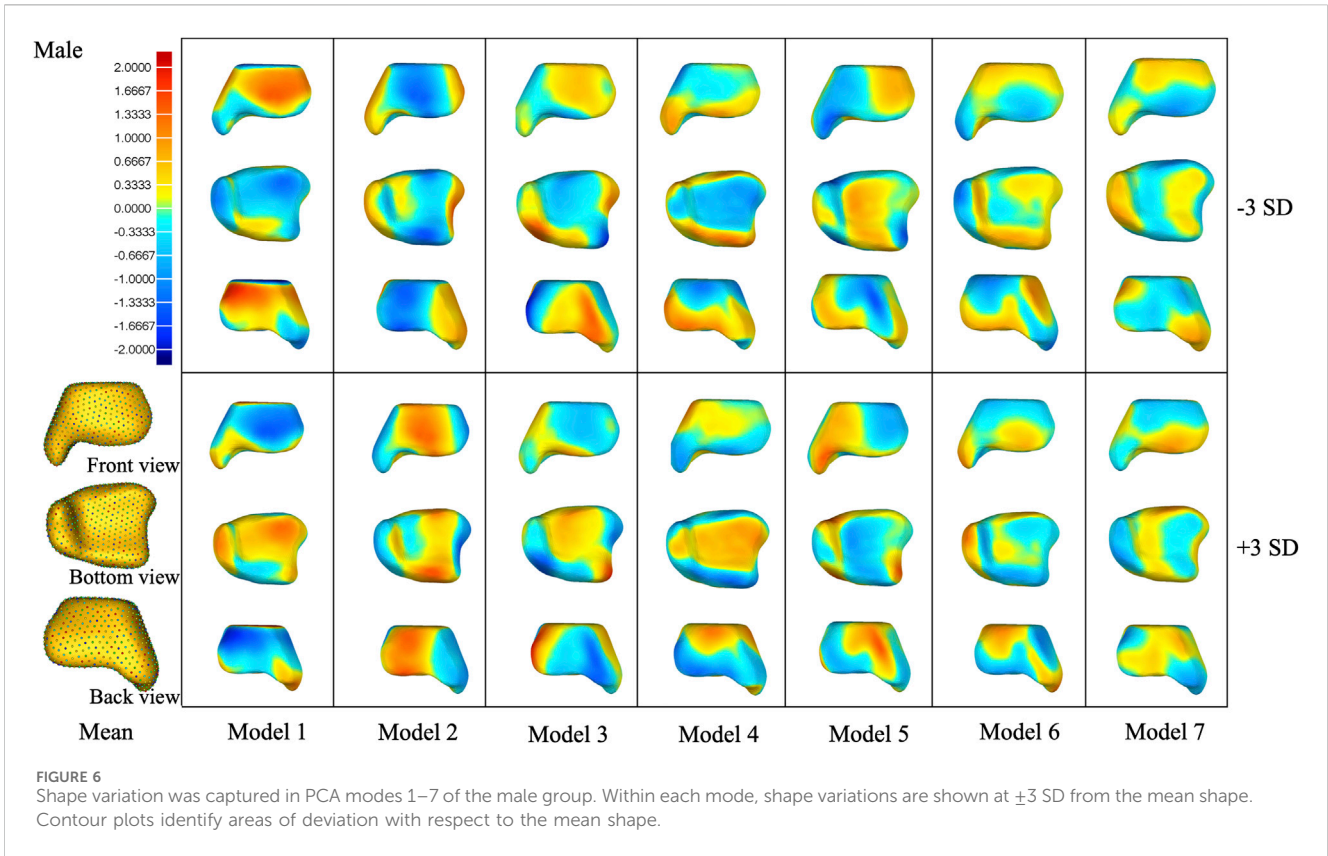 Male
2.0000
1.6667
1.3333
1.0000
0.6667
0.3333
0.0000
-0.3333
-0.6667
-1.0000
-1.3333
-1.6667
-2.0000
-3 SD
Front view
Bottom view
Back view
+3 SD
Mean
Model 1
Model 2
Model 3
Model 4
Model 5
Model 6
Model 7
FIGURE 6
Shape variation was captured in PCA modes 1–7 of the male group. Within each mode, shape variations are shown at ±3 SD from the mean shape.
Contour plots identify areas of deviation with respect to the mean shape.